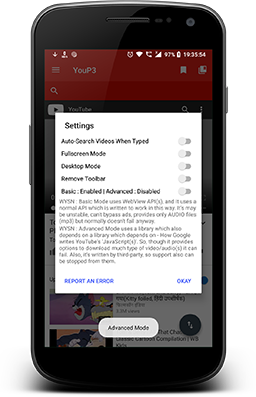 19:35:54
YouP3
YouTube
Settings
Auto-Search Videos When Typed
Fullscreen Mode
Desktop Mode
Remove Toolbar
Basic : Enabled | Advanced : Disabled
WYSN : Basic Mode uses WebView API(s), and it uses a
normal API which is written to work in this way. It's may
be unstable, cant bypass ads, provides only AUDIO files
(mp3) but normally doesn't fail anyway.
WYSN : Advanced Mode uses a library which also
depends on a library which depends on - How Google
writes YouTube's JavaScript(s)'. So, though it provides
options to download much type of video/audio(s) it can
fail. Also, it's written by third party, so support also can
be stopped from them.
REPORT AN ERROR
OKAY
Advanced Mode
Cartoon Compilation | WB